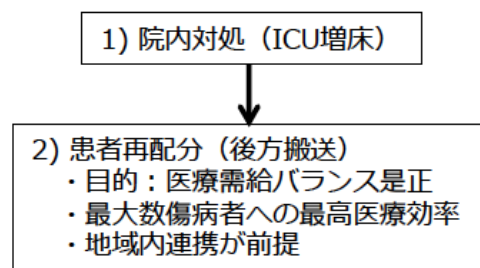 1) 院内対処（ICU増床）
2) 患者再配分（後方搬送）
・目的：医療需給バランス是正
・最大数傷病者への最高医療効率
・地域内連携が前提